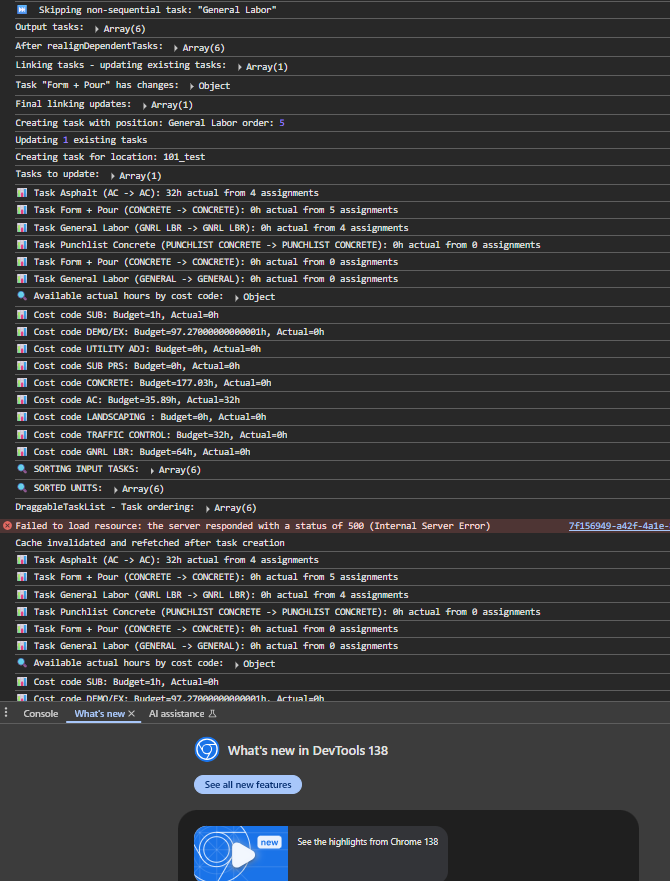 Skipping non-sequential task: "General Labor"
Output tasks: ▶ Array(6)
After realignDependentTasks: ▶ Array(6)
Linking tasks - updating existing tasks: ▶ Array(1)
Task "Form + Pour" has changes: ▶ Object
Final linking updates: ▶ Array(1)
Creating task with position: General Labor order: 5
Updating 1 existing tasks
Creating task for location: 101_test
Tasks to update: ▶ Array(1)
Task Asphalt (AC -> AC): 32h actual from 4 assignments
Task Form + Pour (CONCRETE -> CONCRETE): 0h actual from 5 assignments
Task General Labor (GNRL LBR -> GNRL LBR): 0h actual from 4 assignments
Task Punchlist Concrete (PUNCHLIST CONCRETE -> PUNCHLIST CONCRETE): 0h actual from 0 assignments
Task Form + Pour (CONCRETE -> CONCRETE): 0h actual from 0 assignments
Task General Labor (GENERAL -> GENERAL): 0h actual from 0 assignments
Available actual hours by cost code: ▶ Object
Cost code SUB: Budget=1h, Actual=0h
Cost code DEMO/EX: Budget=97.27000000000001h, Actual=0h
Cost code UTILITY ADJ: Budget=0h, Actual=0h
Cost code SUB PRS: Budget=0h, Actual=0h
Cost code CONCRETE: Budget=177.03h, Actual=0h
Cost code AC: Budget=35.89h, Actual=32h
Cost code LANDSCAPING : Budget=0h, Actual=0h
Cost code TRAFFIC CONTROL: Budget=32h, Actual=0h
Cost code GNRL LBR: Budget=64h, Actual=0h
SORTING INPUT TASKS: ▶ Array(6)
SORTED UNITS: ▶ Array(6)
DraggableTaskList - Task ordering: ▶ Array(6)
Failed to load resource: the server responded with a status of 500 (Internal Server Error) 7f156949-a42f-4a1e-
Cache invalidated and refetched after task creation
Task Asphalt (AC -> AC): 32h actual from 4 assignments
Task Form + Pour (CONCRETE -> CONCRETE): 0h actual from 5 assignments
Task General Labor (GNRL LBR -> GNRL LBR): 0h actual from 4 assignments
Task Punchlist Concrete (PUNCHLIST CONCRETE -> PUNCHLIST CONCRETE): 0h actual from 0 assignments
Task Form + Pour (CONCRETE -> CONCRETE): 0h actual from 0 assignments
Task General Labor (GENERAL -> GENERAL): 0h actual from 0 assignments
Available actual hours by cost code: ▶ Object
Cost code SUB: Budget=1h, Actual=0h
Cost code DEMO/EX: Budget=97.27000000000001h, Actual=0h
Console What's new AI assistance
What's new in DevTools 138
See all new features
new See the highlights from Chrome 138